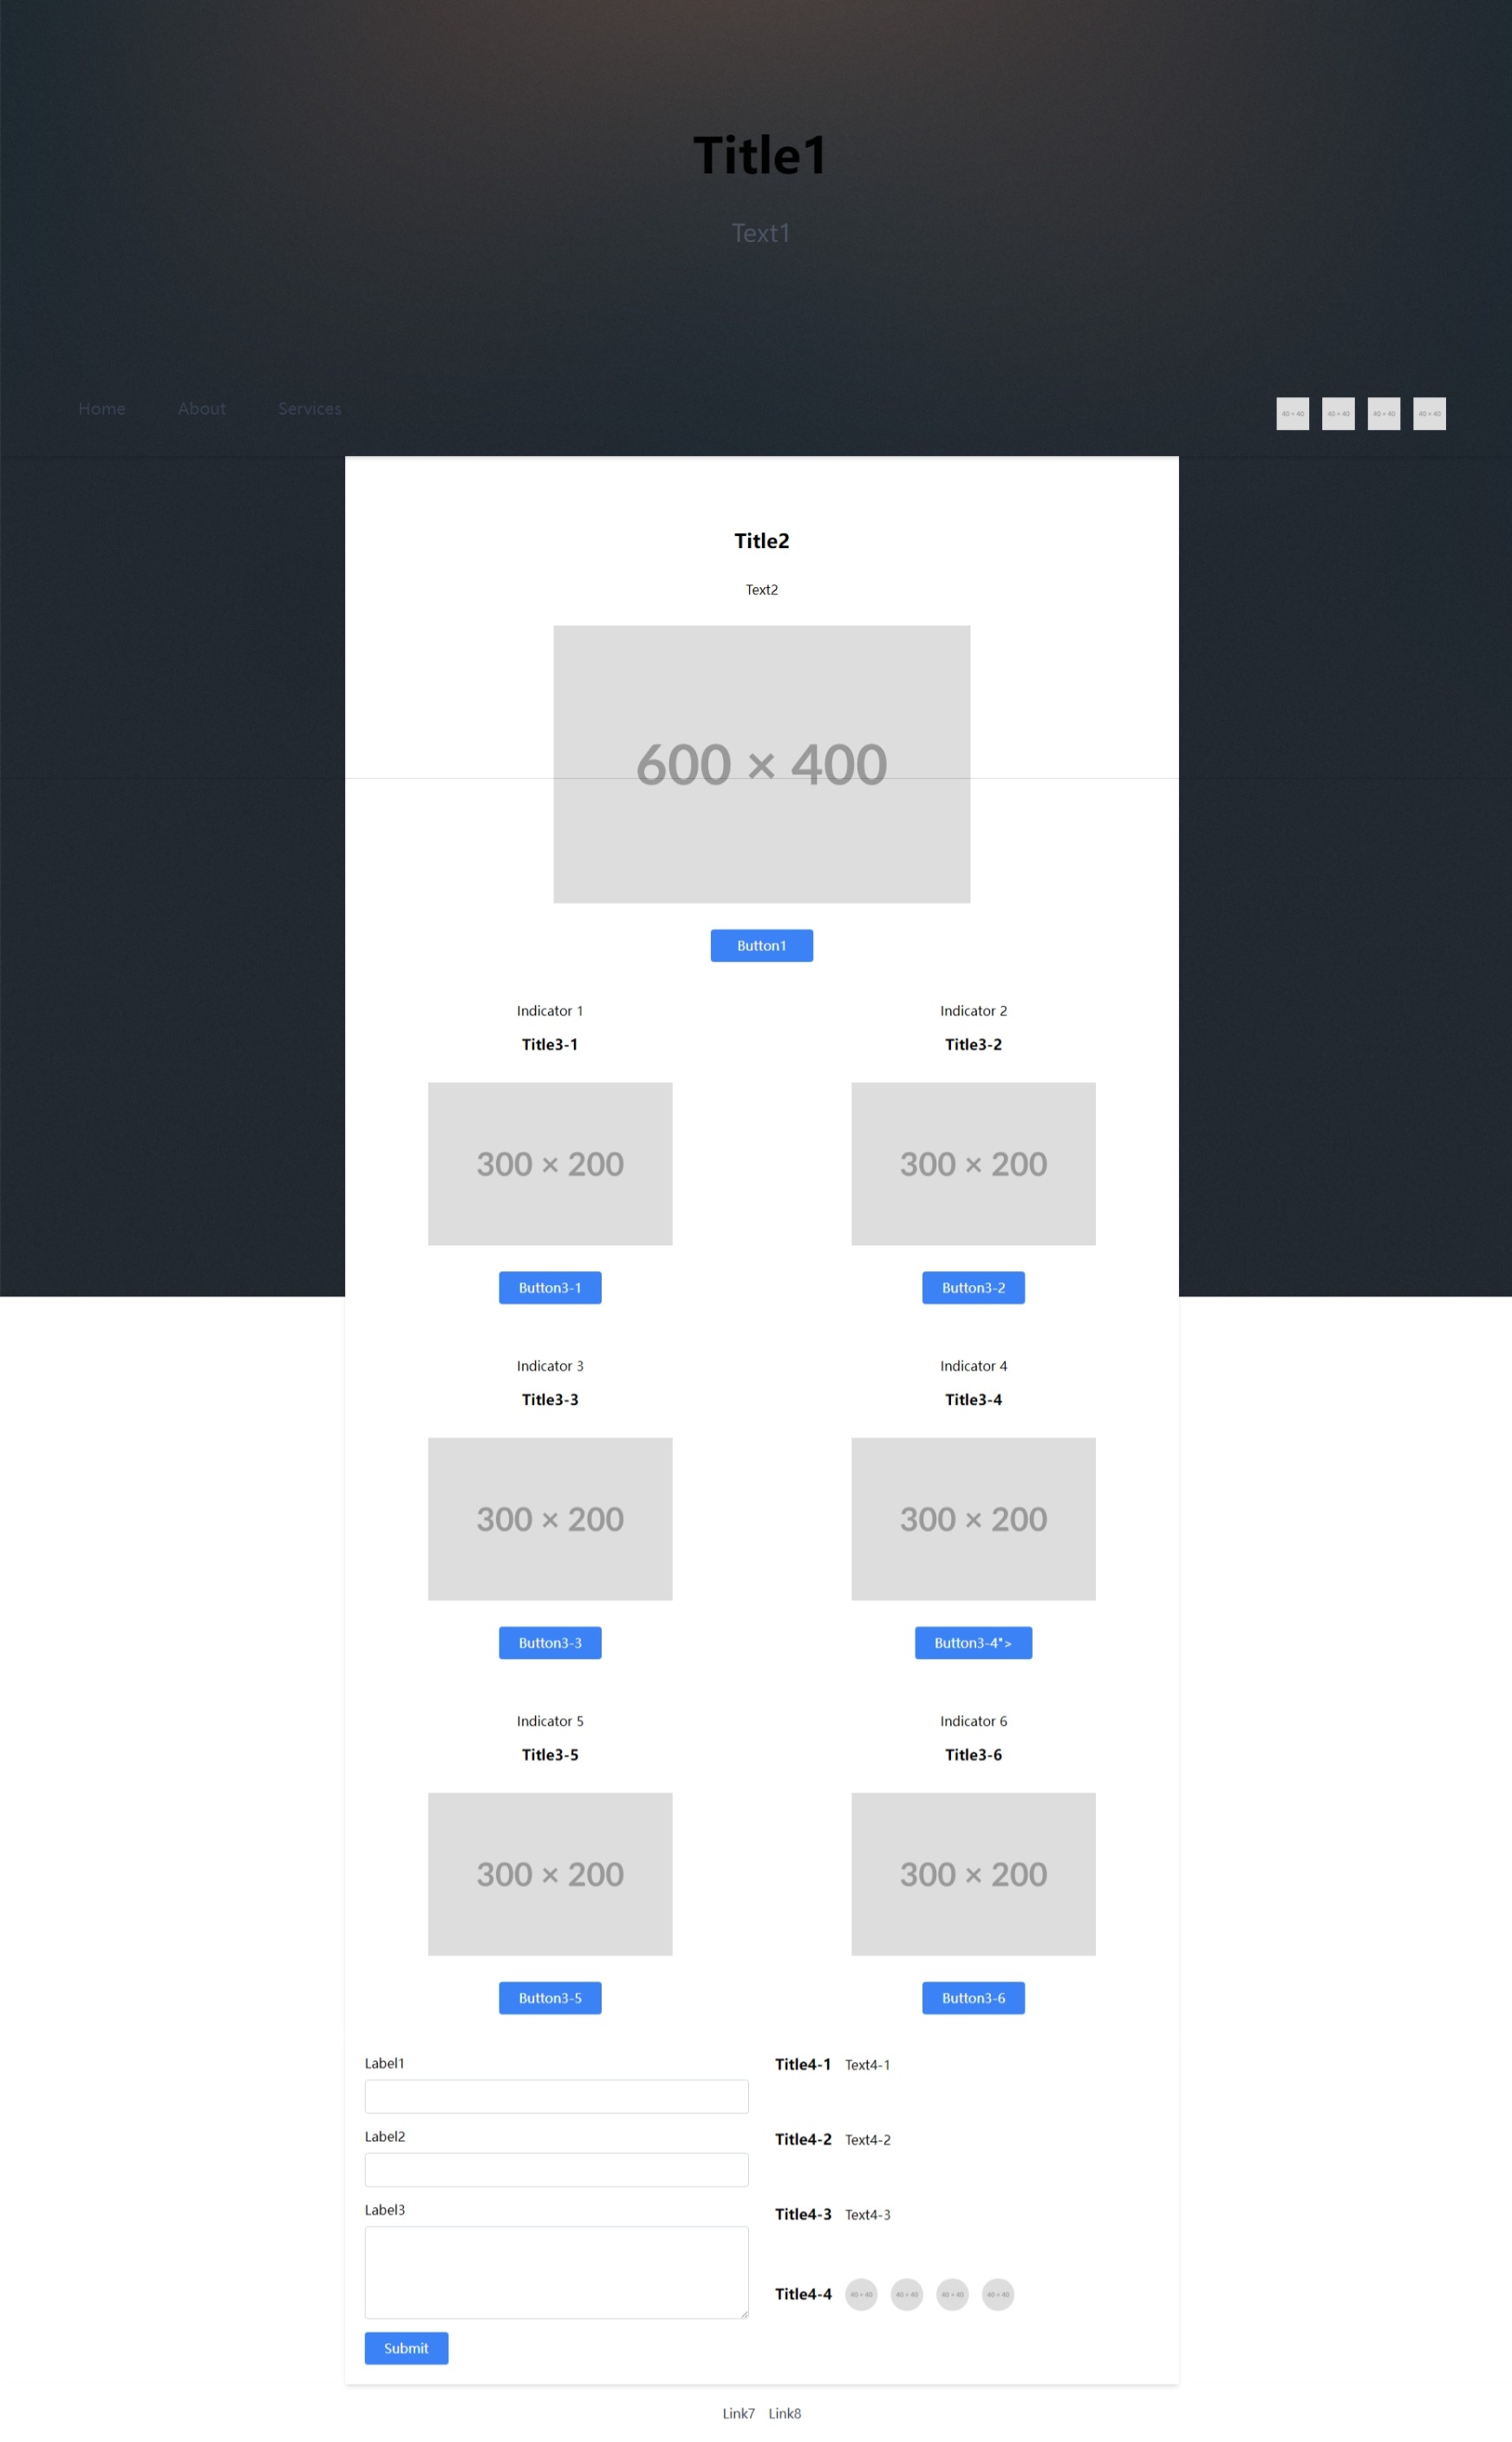 Title1
Text1
Home About Services
40 × 40 40 × 40 40 × 40 40 × 40
Title2
Text2
600 × 400
Button1
Indicator 1 Indicator 2
Title3-1 Title3-2
300 × 200 300 × 200
Button3-1 Button3-2
Indicator 3 Indicator 4
Title3-3 Title3-4
300 × 200 300 × 200
Button3-3 Button3-4">
Indicator 5 Indicator 6
Title3-5 Title3-6
300 × 200 300 × 200
Button3-5 Button3-6
Label1
Label2
Label3
Submit
Title4-1 Text4-1
Title4-2 Text4-2
Title4-3 Text4-3
Title4-4 40 × 40 40 × 40 40 × 40 40 × 40
Link7 Link8